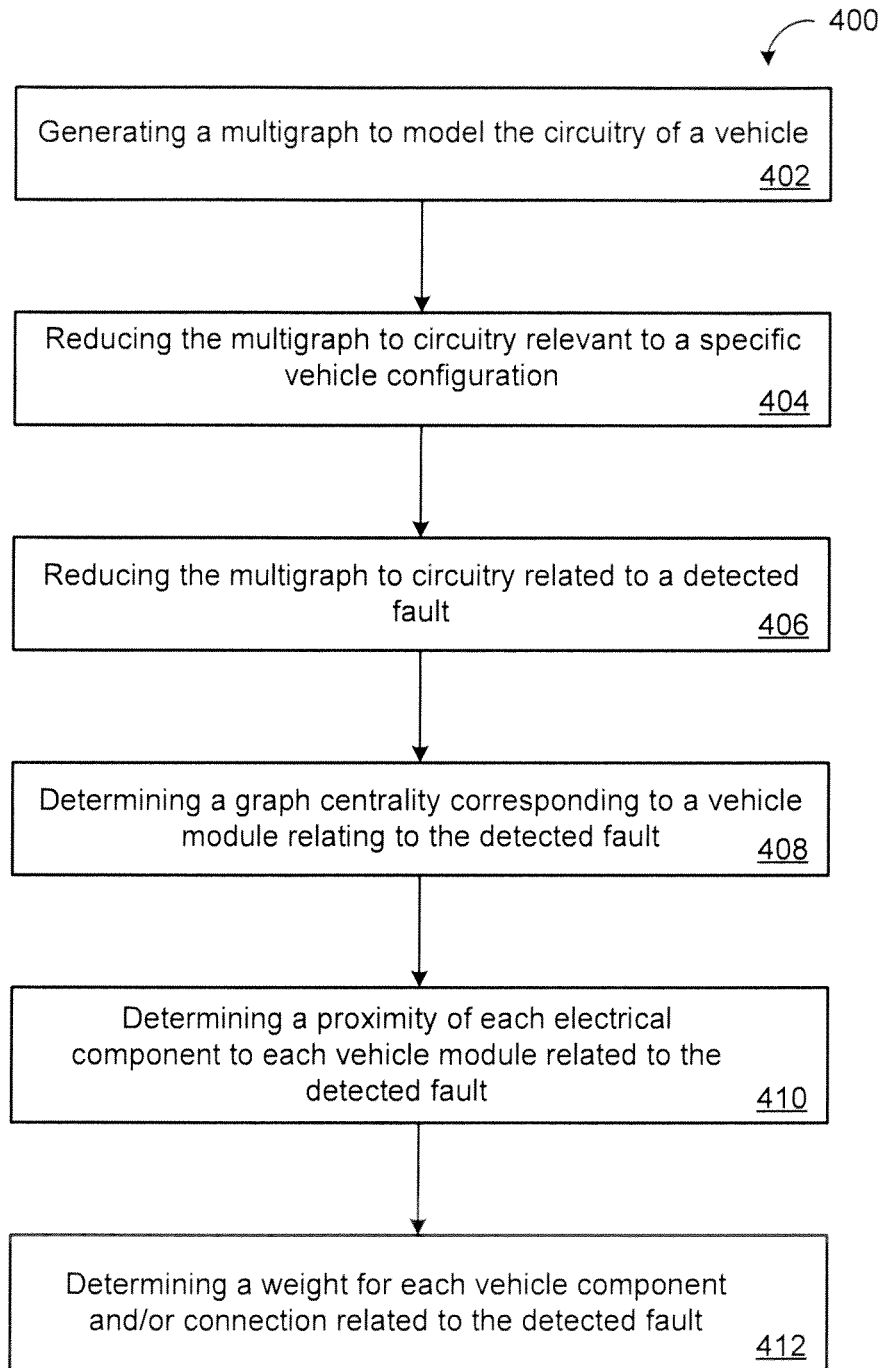 400
Generating a multigraph to model the circuitry of a vehicle
402
Reducing the multigraph to circuitry relevant to a specific
vehicle configuration
404
Reducing the multigraph to circuitry related to a detected
fault
406
Determining a graph centrality corresponding to a vehicle
module relating to the detected fault
408
Determining a proximity of each electrical
component to each vehicle module related to the
detected fault
410
Determining a weight for each vehicle component
and/or connection related to the detected fault
412